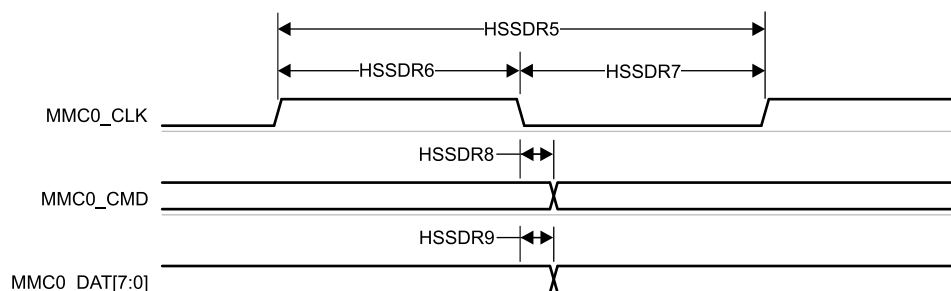 HSSDR5
HSSDR6
HSSDR7
MMC0_CLK
HSSDR8
MMC0_CMD
HSSDR9
MMC0_DAT[7:0]